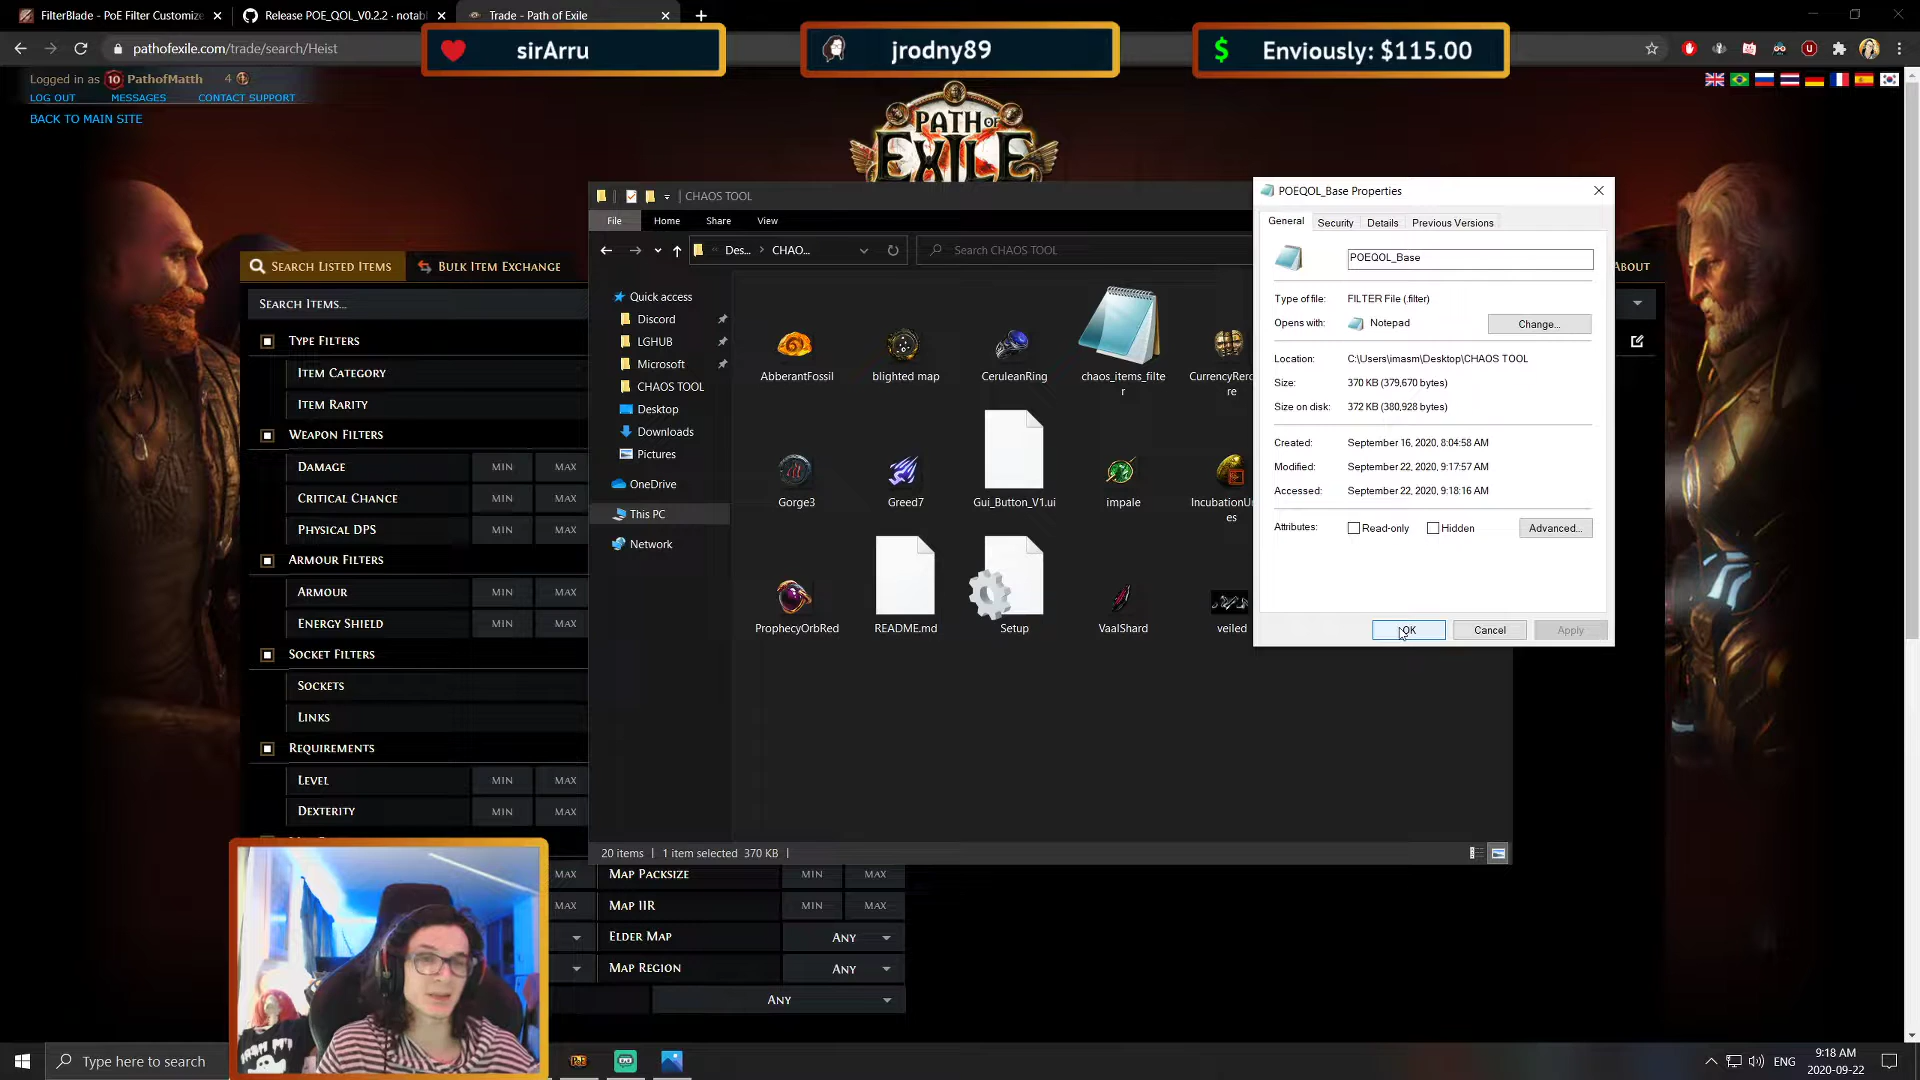 FilterBlade - PoE Filter Customize
Release POE_QOL_V0.2.2 · notabl
Trade - Path of Exile
pathofexile.com/trade/search/Heist
sirArru
jrodny89
$ Enviously: $115.00
Logged in as 10 PathofMatth 4
LOG OUT MESSAGES CONTACT SUPPORT
BACK TO MAIN SITE
PATH OF EXILE
SEARCH LISTED ITEMS
BULK ITEM EXCHANGE
ABOUT
SEARCH ITEMS...
TYPE FILTERS
ITEM CATEGORY
ITEM RARITY
WEAPON FILTERS
DAMAGE MIN MAX
CRITICAL CHANCE MIN MAX
PHYSICAL DPS MIN MAX
ARMOUR FILTERS
ARMOUR MIN MAX
ENERGY SHIELD MIN MAX
SOCKET FILTERS
SOCKETS
LINKS
REQUIREMENTS
LEVEL MIN MAX
DEXTERITY MIN MAX
MAX MAP PACKSIZE MIN MAX
MAX MAP IIR MIN MAX
ELDER MAP ANY
MAP REGION ANY
ANY
CHAOS TOOL
File Home Share View
Des... > CHAO...
Search CHAOS TOOL
Quick access
Discord
LGHUB
Microsoft
CHAOS TOOL
Desktop
Downloads
Pictures
OneDrive
This PC
Network
AbberantFossil
blighted map
CeruleanRing
chaos_items_filte
r
CurrencyRerc
re
Gorge3
Greed7
Gui_Button_V1.ui
impale
IncubationUn
es
ProphecyOrbRed
README.md
Setup
VaalShard
veiled
20 items 1 item selected 370 KB
POEQOL_Base Properties
General Security Details Previous Versions
POEQOL_Base
Type of file: FILTER File (.filter)
Opens with: Notepad Change...
Location: C:\Users\imasm\Desktop\CHAOS TOOL
Size: 370 KB (379,670 bytes)
Size on disk: 372 KB (380,928 bytes)
Created: September 16, 2020, 8:04:58 AM
Modified: September 22, 2020, 9:17:57 AM
Accessed: September 22, 2020, 9:18:16 AM
Attributes: Read-only Hidden Advanced...
OK Cancel Apply
Type here to search
PoE
ENG
9:18 AM
2020-09-22